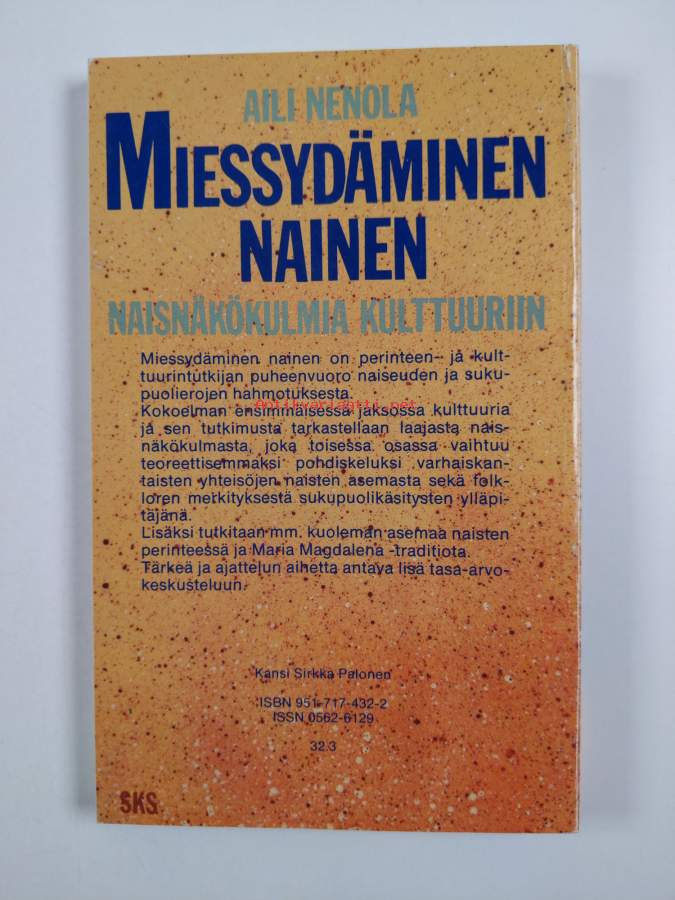 AILI NENOLA
MIESSYDÄMINEN
NAINEN
NAISNÄKÖKULMIA KULTTUURIIN
Miessydäminen nainen on perinteen- ja kult-
tuurintutkijan puheenvuoro naiseuden ja suku-
puolierojen hahmotuksesta.
Antikvariaatti.net
Kokoelman ensimmäisessä jaksossa kulttuuria
ja sen tutkimusta tarkastellaan laajasta nais-
näkökulmasta, joka toisessa osassa vaihtuu
teoreettisemmaksi pohdiskeluksi varhaiskan-
taisten yhteisöjen naisten asemasta sekä folk-
loren merkityksestä sukupuolikäsitysten ylläpi-
täjänä.
Lisäksi tutkitaan mm. kuoleman asemaa naisten
perinteessä ja Maria Magdalena -traditiota.
Tärkeä ja ajattelun aihetta antava lisä tasa-arvo-
keskusteluun.
Kansi Sirkka Palonen
ISBN 951-717-432-2
ISSN 0562-6129
32.3
SKS